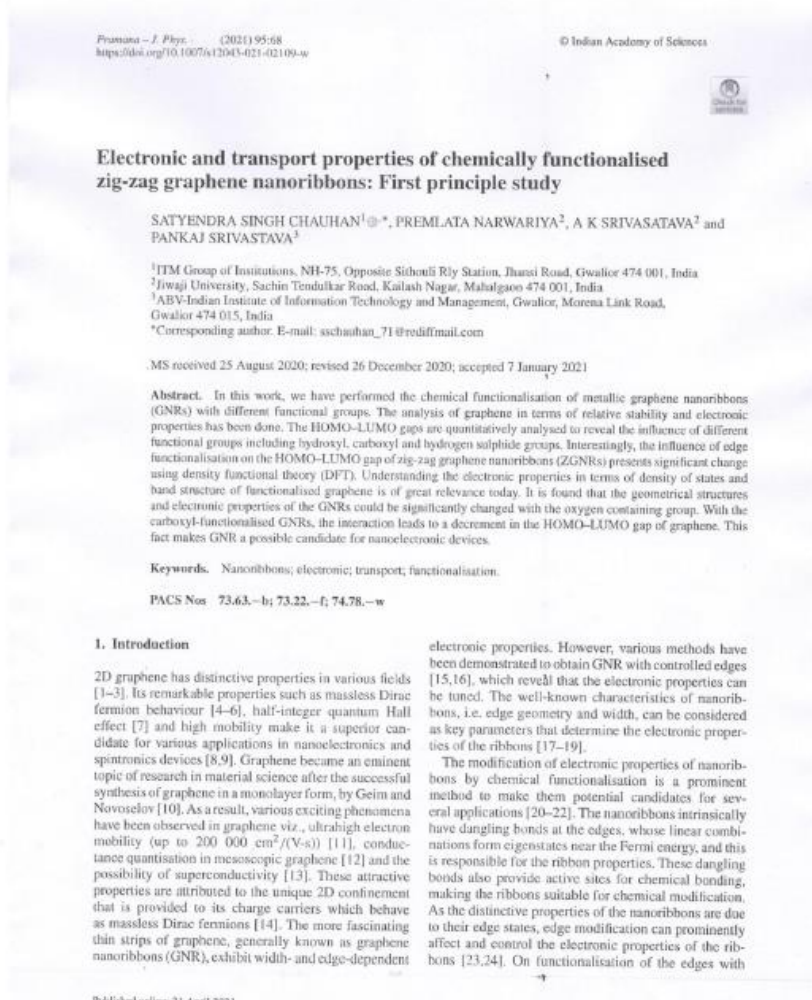 Pramana – J. Phys. (2021) 95:68
© Indian Academy of Sciences
https://doi.org/10.1007/s12043-021-02109-w
Check for updates
Electronic and transport properties of chemically functionalised
zig-zag graphene nanoribbons: First principle study
SATYENDRA SINGH CHAUHAN1 *, PREMLATA NARWARIYA2, A K SRIVASATAVA2 and
PANKAJ SRIVASTAVA3
1ITM Group of Institutions, NH-75, Opposite Sithouli Rly Station, Jhansi Road, Gwalior 474 001, India
2Jiwaji University, Sachin Tendulkar Road, Kailash Nagar, Mahalgaon 474 001, India
3ABV-Indian Institute of Information Technology and Management, Gwalior, Morena Link Road,
Gwalior 474 015, India
*Corresponding author. E-mail: sschauhan_71@rediffmail.com
MS received 25 August 2020; revised 26 December 2020; accepted 7 January 2021
Abstract. In this work, we have performed the chemical functionalisation of metallic graphene nanoribbons
(GNRs) with different functional groups. The analysis of graphene in terms of relative stability and electronic
properties has been done. The HOMO–LUMO gaps are quantitatively analysed to reveal the influence of different
functional groups including hydroxyl, carboxyl and hydrogen sulphide groups. Interestingly, the influence of edge
functionalisation on the HOMO–LUMO gap of zig-zag graphene nanoribbons (ZGNRs) presents significant change
using density functional theory (DFT). Understanding the electronic properties in terms of density of states and
band structure of functionalised graphene is of great relevance today. It is found that the geometrical structures
and electronic properties of the GNRs could be significantly changed with the oxygen containing group. With the
carboxyl-functionalised GNRs, the interaction leads to a decrement in the HOMO–LUMO gap of graphene. This
fact makes GNR a possible candidate for nanoelectronic devices.
Keywords. Nanoribbons; electronic; transport; functionalisation.
PACS Nos 73.63.–b; 73.22.–f; 74.78.–w
1. Introduction
2D graphene has distinctive properties in various fields
[1–3]. Its remarkable properties such as massless Dirac
fermion behaviour [4–6], half-integer quantum Hall
effect [7] and high mobility make it a superior can-
didate for various applications in nanoelectronics and
spintronics devices [8,9]. Graphene became an eminent
topic of research in material science after the successful
synthesis of graphene in a monolayer form, by Geim and
Novoselov [10]. As a result, various exciting phenomena
have been observed in graphene viz., ultrahigh electron
mobility (up to 200 000 cm2/(V-s)) [11], conduc-
tance quantisation in mesoscopic graphene [12] and the
possibility of superconductivity [13]. These attractive
properties are attributed to the unique 2D confinement
that is provided to its charge carriers which behave
as massless Dirac fermions [14]. The more fascinating
thin strips of graphene, generally known as graphene
nanoribbons (GNR), exhibit width- and edge-dependent
electronic properties. However, various methods have
been demonstrated to obtain GNR with controlled edges
[15,16], which reveal that the electronic properties can
be tuned. The well-known characteristics of nanorib-
bons, i.e. edge geometry and width, can be considered
as key parameters that determine the electronic proper-
ties of the ribbons [17–19].
The modification of electronic properties of nanorib-
bons by chemical functionalisation is a prominent
method to make them potential candidates for sev-
eral applications [20–22]. The nanoribbons intrinsically
have dangling bonds at the edges, whose linear combi-
nations form eigenstates near the Fermi energy, and this
is responsible for the ribbon properties. These dangling
bonds also provide active sites for chemical bonding,
making the ribbons suitable for chemical modification.
As the distinctive properties of the nanoribbons are due
to their edge states, edge modification can prominently
affect and control the electronic properties of the rib-
bons [23,24]. On functionalisation of the edges with